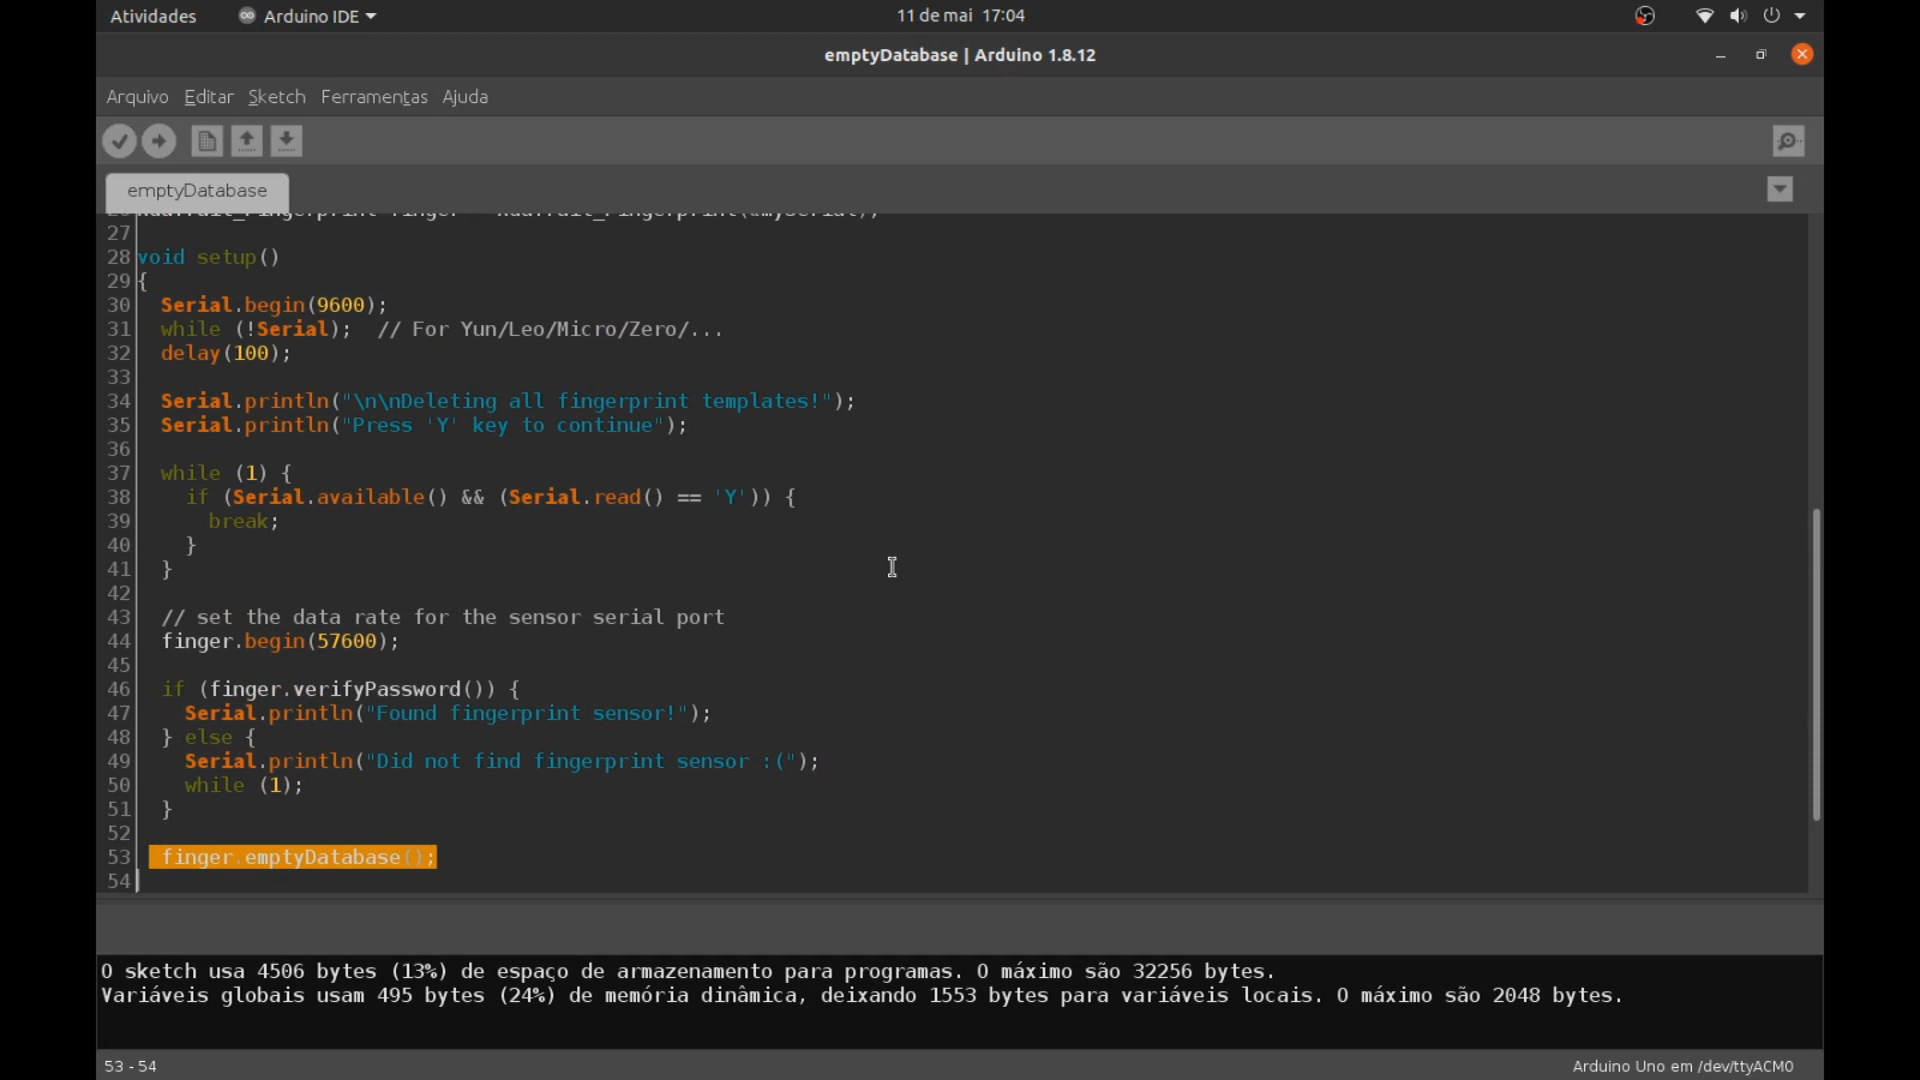 Atividades Arduino IDE 11 de mai 17:04
emptyDatabase | Arduino 1.8.12
Arquivo Editar Sketch Ferramentas Ajuda
emptyDatabase
27
28 void setup()
29 {
30 Serial.begin(9600);
31 while (!Serial); // For Yun/Leo/Micro/Zero/...
32 delay(100);
33
34 Serial.println("\n\nDeleting all fingerprint templates!");
35 Serial.println("Press 'Y' key to continue");
36
37 while (1) {
38 if (Serial.available() && (Serial.read() == 'Y')) {
39 break;
40 }
41 }
42
43 // set the data rate for the sensor serial port
44 finger.begin(57600);
45
46 if (finger.verifyPassword()) {
47 Serial.println("Found fingerprint sensor!");
48 } else {
49 Serial.println("Did not find fingerprint sensor :(");
50 while (1);
51 }
52
53 finger.emptyDatabase();
54
O sketch usa 4506 bytes (13%) de espaço de armazenamento para programas. O máximo são 32256 bytes.
Variáveis globais usam 495 bytes (24%) de memória dinâmica, deixando 1553 bytes para variáveis locais. O máximo são 2048 bytes.
53 - 54 Arduino Uno em /dev/ttyACM0